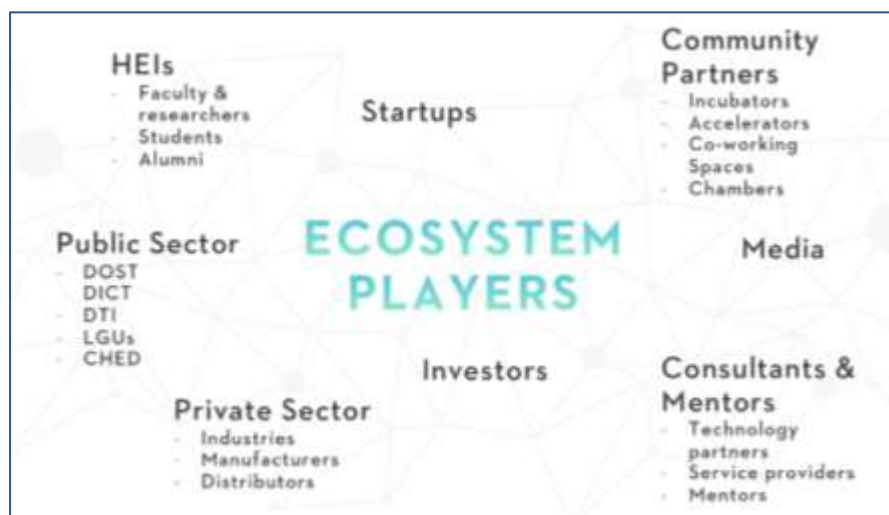 HEIs
- Faculty &
researchers
- Students
- Alumni
Startups
Community
Partners
- Incubators
- Accelerators
- Co-working
Spaces
- Chambers
Public Sector
- DOST
- DICT
- DTI
- LGUs
- CHED
ECOSYSTEM
PLAYERS
Media
Investors
Private Sector
- Industries
- Manufacturers
- Distributors
Consultants &
Mentors
- Technology
partners
- Service providers
- Mentors